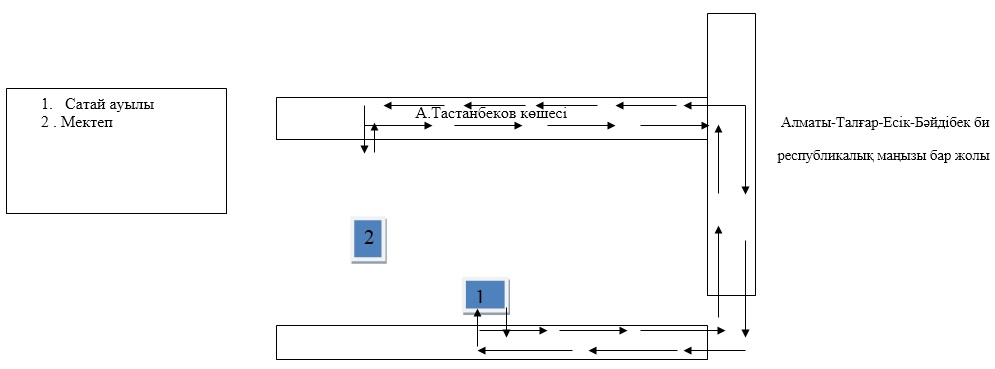 1. Сатай ауылы
2 . Мектеп
А.Тастанбеков көшесі
Алматы-Талғар-Есік-Бәйдібек би
республикалық маңызы бар жолы
2
1